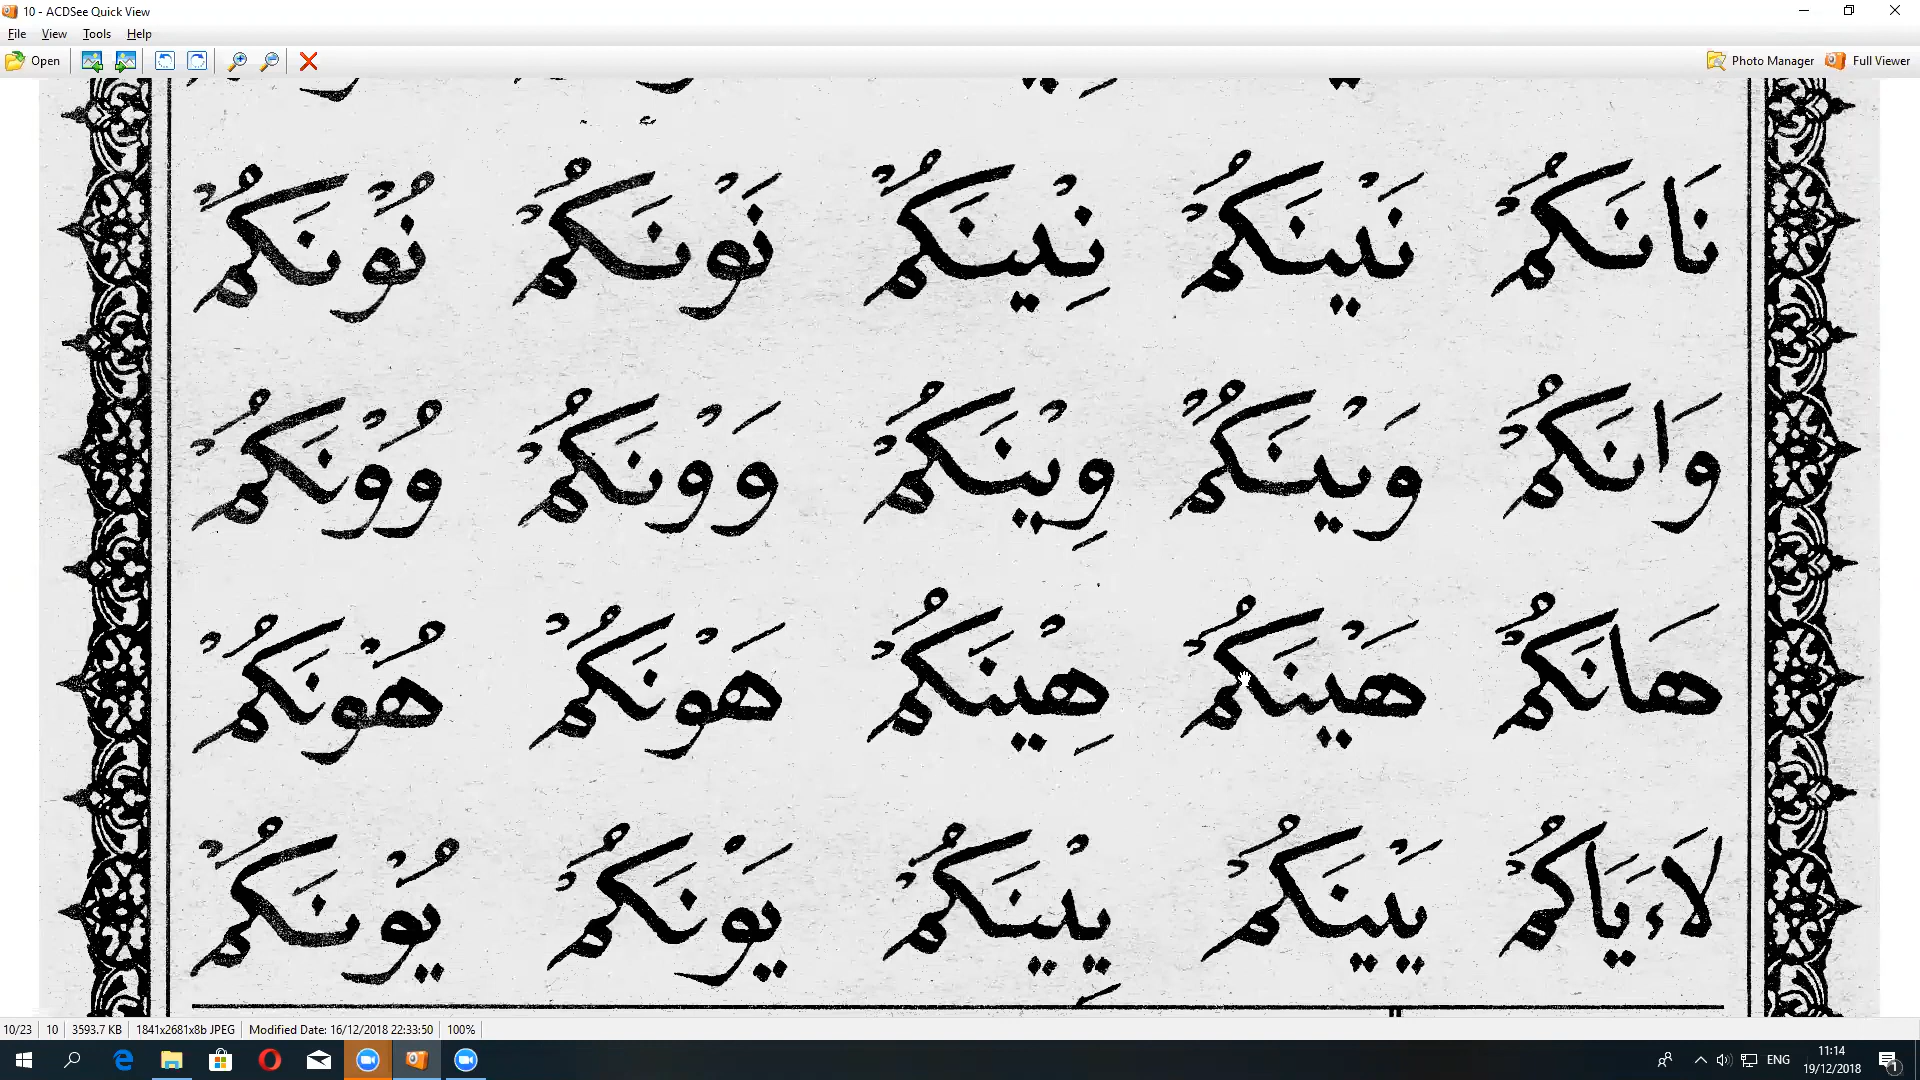 10 - ACDSee Quick View
File View Tools Help
Open Photo Manager Full Viewer
نَانَكُمْ نَيْنَكُمْ نِيْنَكُمْ نَوْنَكُمْ نُوْنَكُمْ
وَانَكُمْ وَيْنَكُمْ وِيْنَكُمْ وَوْنَكُمْ وُوْنَكُمْ
هَانَكُمْ هَيْنَكُمْ هِيْنَكُمْ هَوْنَكُمْ هُوْنَكُمْ
لَاءَيَاكُمْ يَيْنَكُمْ يِيْنَكُمْ يَوْنَكُمْ يُوْنَكُمْ
10/23 10 3593.7 KB 1841x2681x8b JPEG Modified Date: 16/12/2018 22:33:50 100%
ENG 11:14
19/12/2018 1